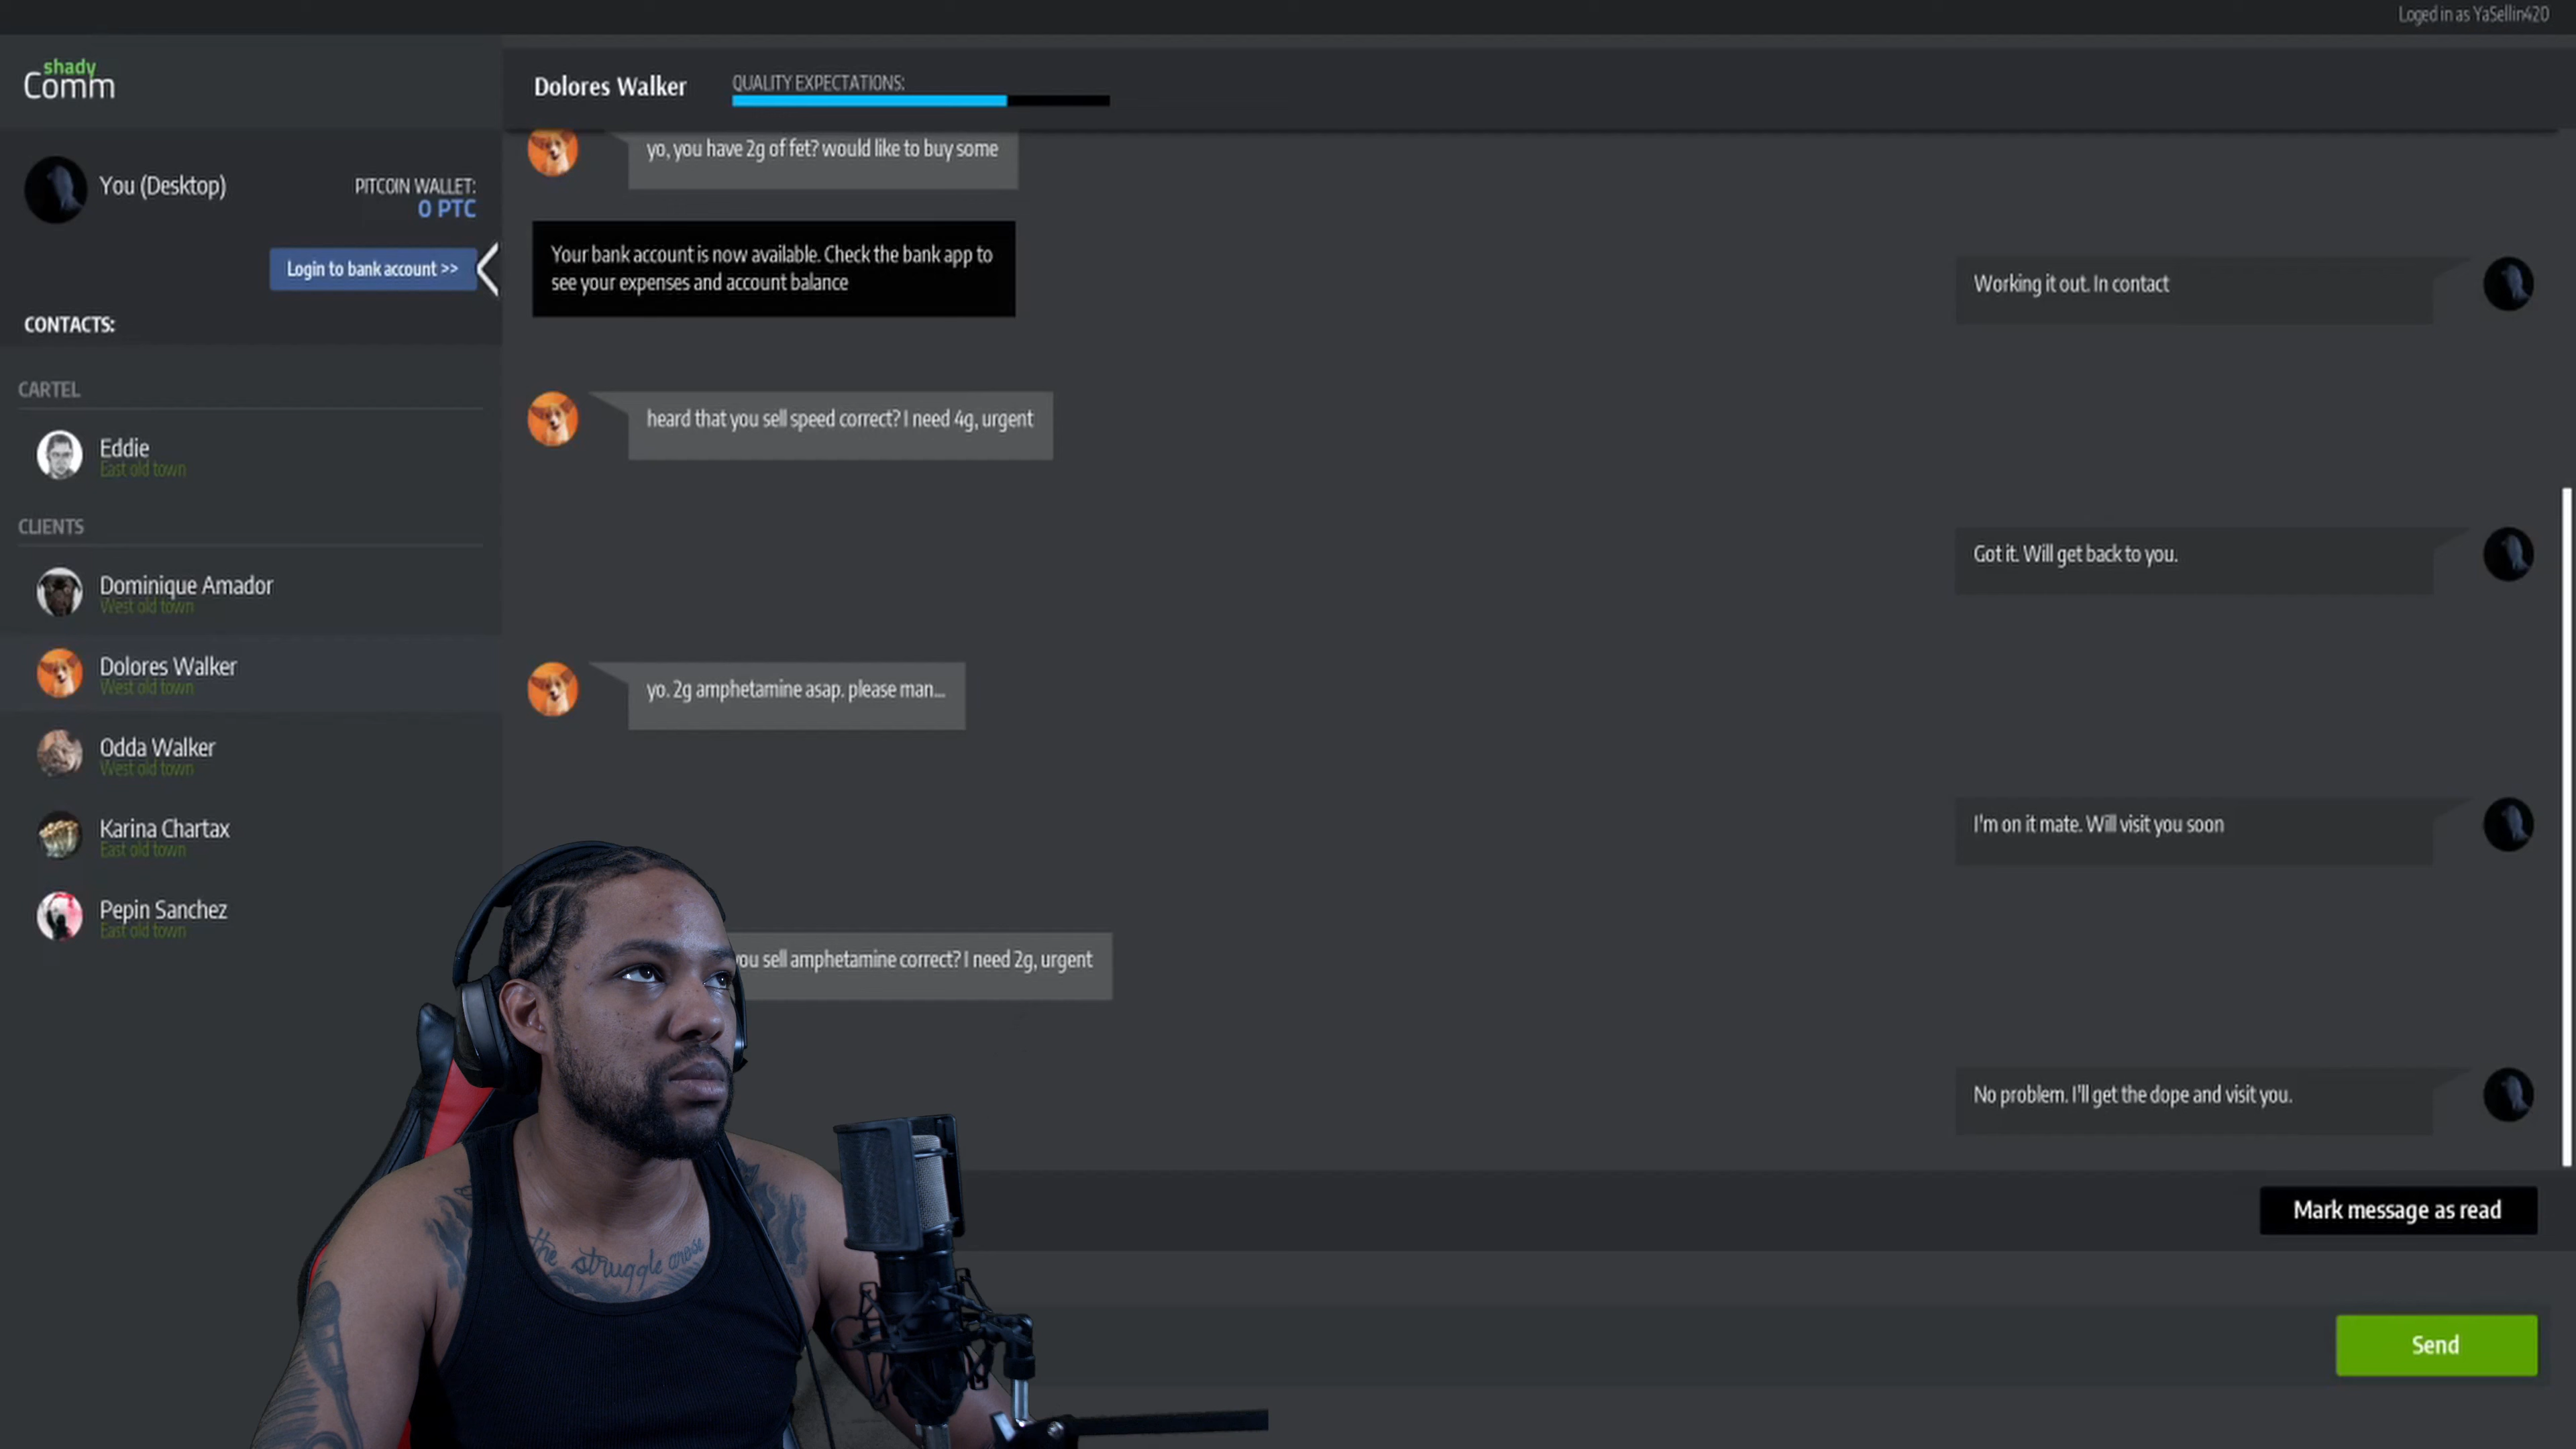 Loged in as YaSellin420
shady
Comm
You (Desktop)
PITCOIN WALLET:
0 PTC
Login to bank account >>
CONTACTS:
CARTEL
Eddie
East old town
CLIENTS
Dominique Amador
West old town
Dolores Walker
West old town
Odda Walker
West old town
Karina Chartax
East old town
Pepin Sanchez
East old town
Dolores Walker
QUALITY EXPECTATIONS:
yo, you have 2g of fet? would like to buy some
Your bank account is now available. Check the bank app to
see your expenses and account balance
Working it out. In contact
heard that you sell speed correct? I need 4g, urgent
Got it. Will get back to you.
yo. 2g amphetamine asap. please man...
I'm on it mate. Will visit you soon
you sell amphetamine correct? I need 2g, urgent
No problem. I'll get the dope and visit you.
Mark message as read
Send
the struggle